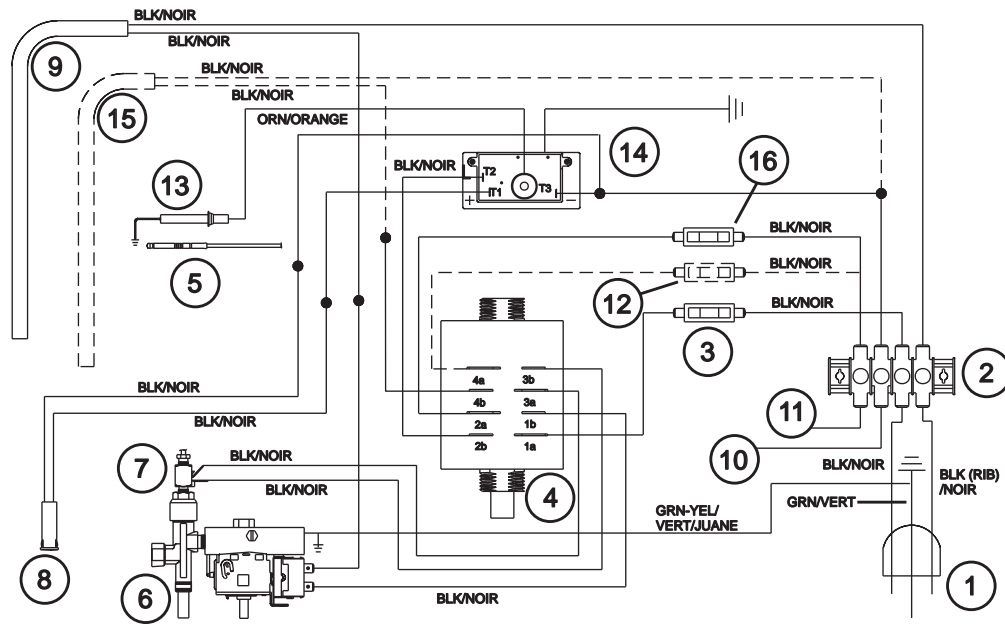 BLK/NOIR
BLK/NOIR
9
BLK/NOIR
BLK/NOIR
15
ORN/ORANGE
14
BLK/NOIR
T2
T1
T3
+
−
16
13
BLK/NOIR
5
BLK/NOIR
12
BLK/NOIR
3
2
4a
3b
4b
3a
2a
1b
2b
1a
BLK/NOIR
BLK/NOIR
11
10
7
BLK/NOIR
BLK/NOIR
4
BLK/NOIR
BLK (RIB)
/NOIR
GRN-YEL/
VERT/JUANE
GRN/VERT
8
6
BLK/NOIR
1